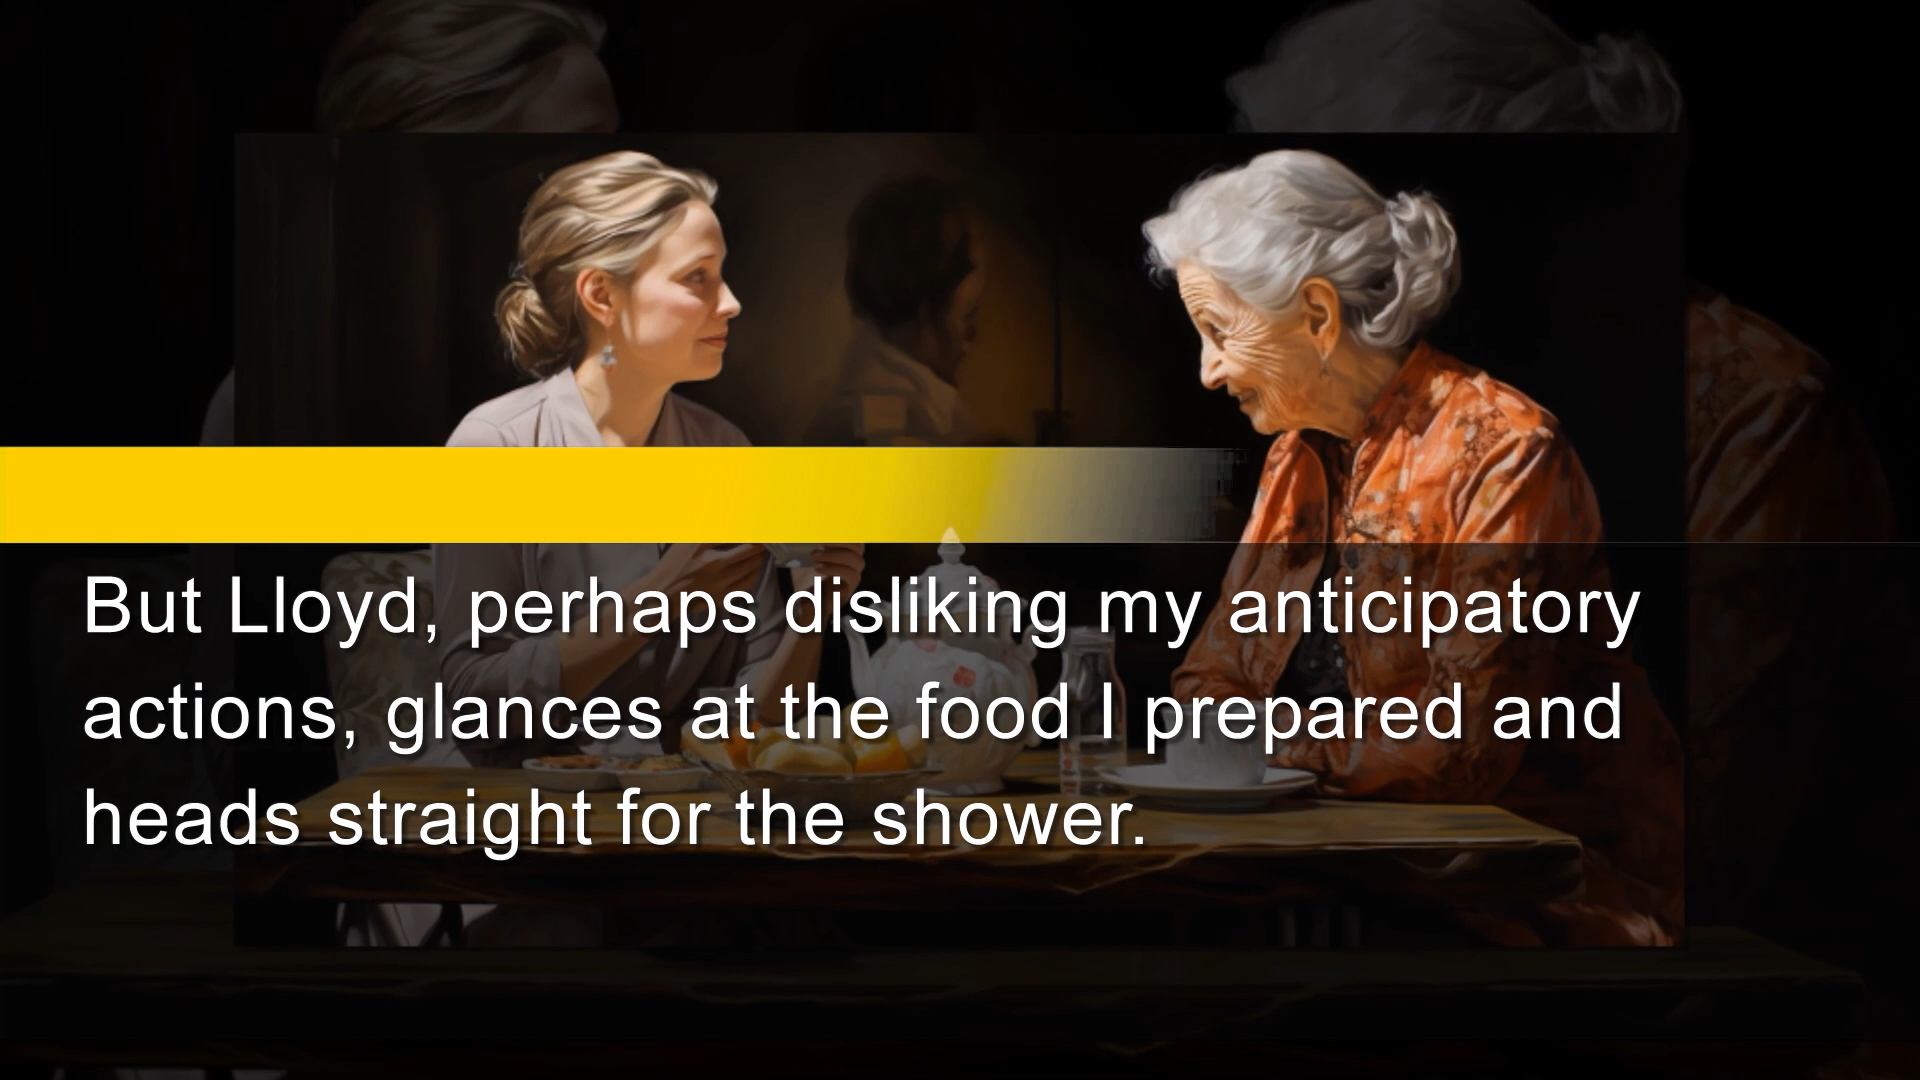 But Lloyd, perhaps disliking my anticipatory
actions, glances at the food I prepared and
heads straight for the shower.